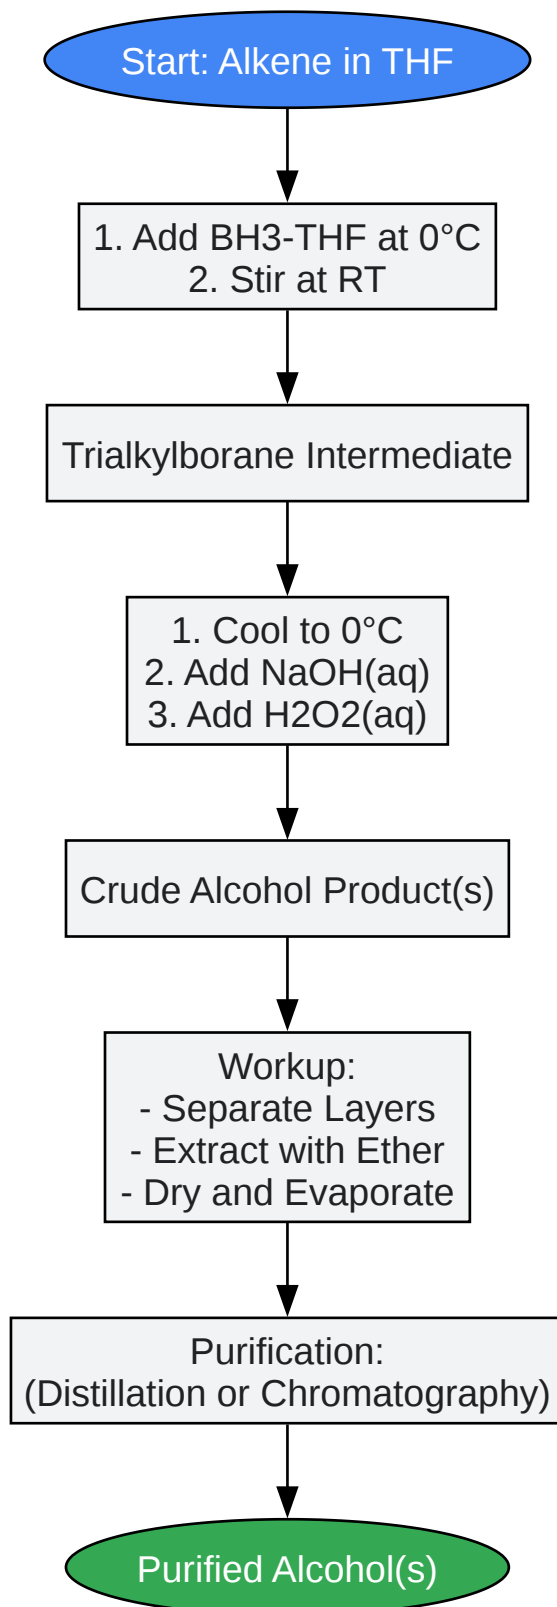 Start: Alkene in THF
1. Add BH3-THF at 0°C
2. Stir at RT
Trialkylborane Intermediate
1. Cool to 0°C
2. Add NaOH(aq)
3. Add H2O2(aq)
Crude Alcohol Product(s)
Workup:
- Separate Layers
- Extract with Ether
- Dry and Evaporate
Purification:
(Distillation or Chromatography)
Purified Alcohol(s)